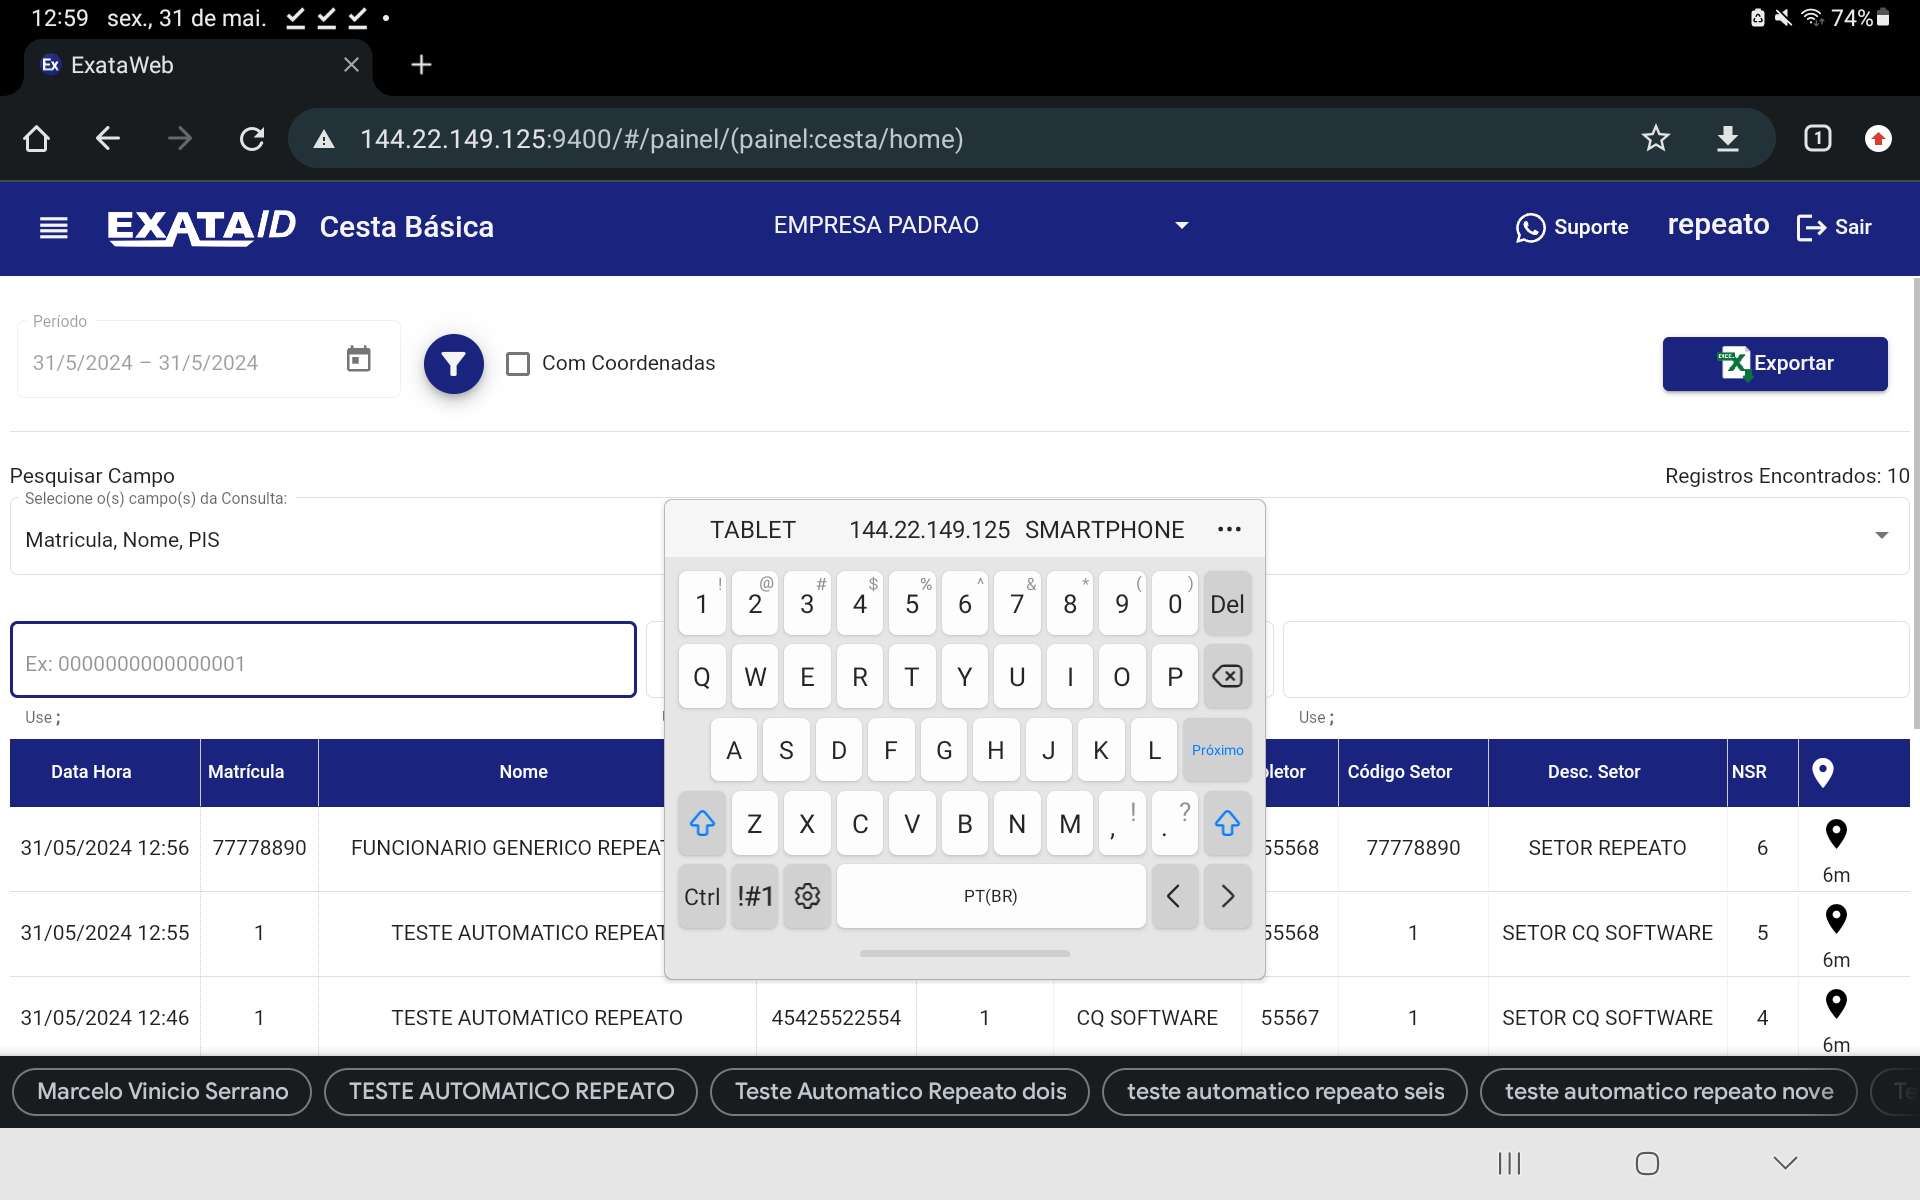 12:59 sex., 31 de mai.
74%
Ex ExataWeb
144.22.149.125:9400/#/painel/(painel:cesta/home)
1
EXATA/D Cesta Básica EMPRESA PADRAO Suporte repeato Sair
Período
31/5/2024 – 31/5/2024
Com Coordenadas
Exportar
Pesquisar Campo Registros Encontrados: 10
Selecione o(s) campo(s) da Consulta:
Matricula, Nome, PIS
TABLET 144.22.149.125 SMARTPHONE
! @ # $ % ^ & * ( )
1 2 3 4 5 6 7 8 9 0 Del
Q W E R T Y U I O P
A S D F G H J K L Próximo
Z X C V B N M , ! . ?
Ctrl !#1 PT(BR) < >
Ex: 0000000000000001
Use ; Use ;
Data Hora Matrícula Nome letor Código Setor Desc. Setor NSR
31/05/2024 12:56 77778890 FUNCIONARIO GENERICO REPEAT 55568 77778890 SETOR REPEATO 6
6m
31/05/2024 12:55 1 TESTE AUTOMATICO REPEAT 55568 1 SETOR CQ SOFTWARE 5
6m
31/05/2024 12:46 1 TESTE AUTOMATICO REPEATO 45425522554 1 CQ SOFTWARE 55567 1 SETOR CQ SOFTWARE 4
6m
Marcelo Vinicio Serrano TESTE AUTOMATICO REPEATO Teste Automatico Repeato dois teste automatico repeato seis teste automatico repeato nove Te